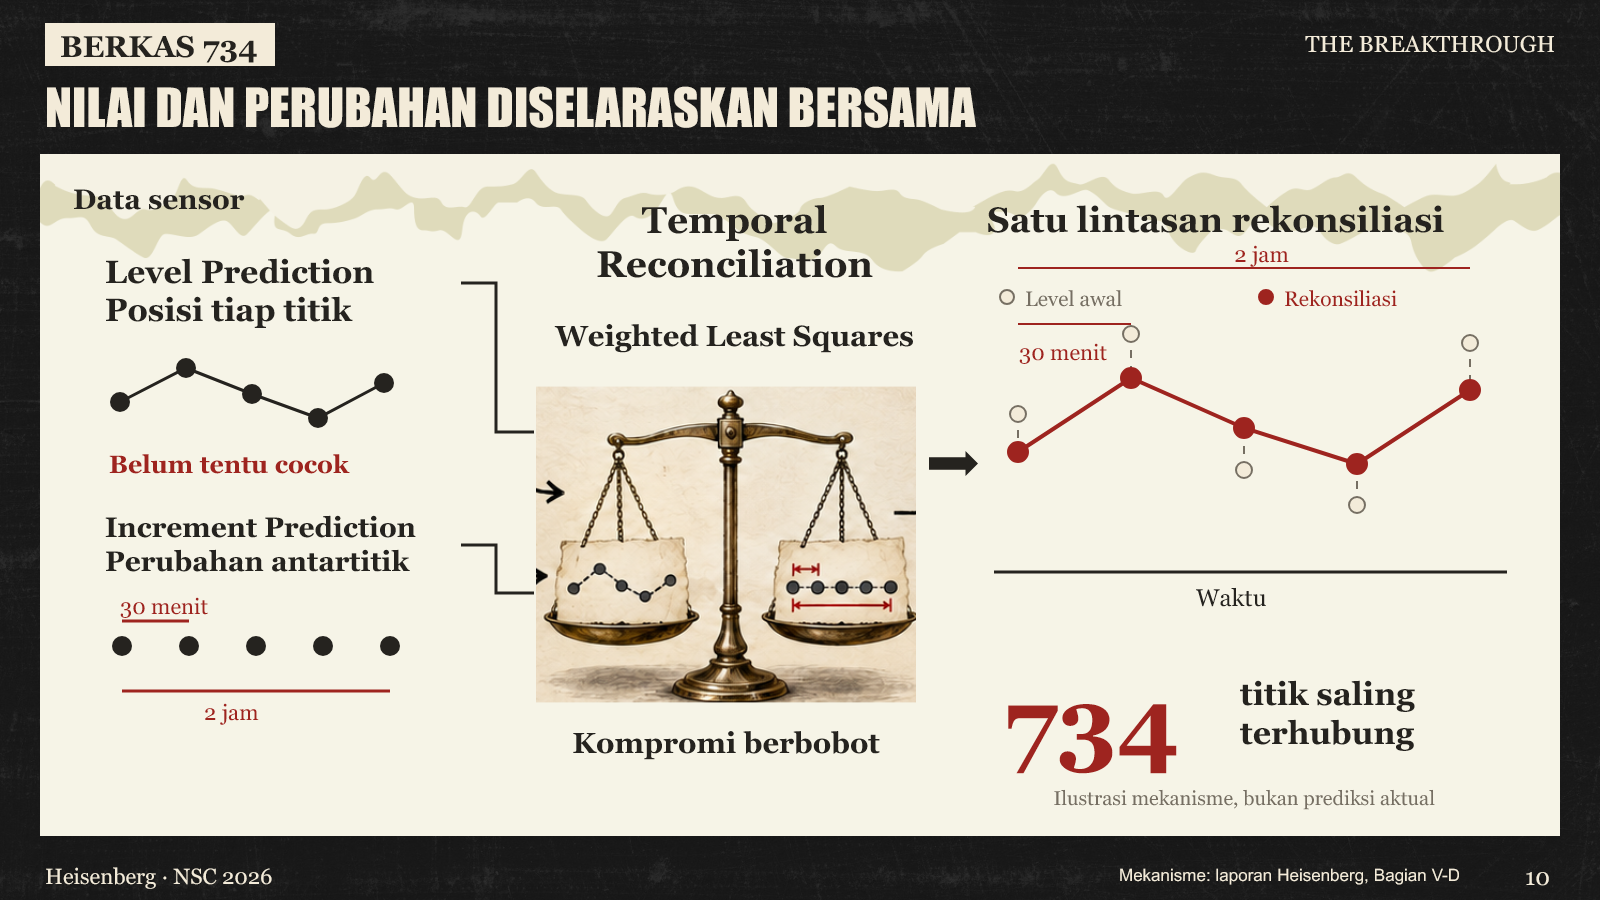 BERKAS 734
THE BREAKTHROUGH
NILAI DAN PERUBAHAN DISELARASKAN BERSAMA
Data sensor
Level Prediction
Posisi tiap titik
Belum tentu cocok
Increment Prediction
Perubahan antartitik
30 menit
2 jam
Temporal
Reconciliation
Weighted Least Squares
Kompromi berbobot
Satu lintasan rekonsiliasi
2 jam
Level awal
Rekonsiliasi
30 menit
Waktu
734
titik saling
terhubung
Ilustrasi mekanisme, bukan prediksi aktual
Heisenberg · NSC 2026
Mekanisme: laporan Heisenberg, Bagian V-D
10